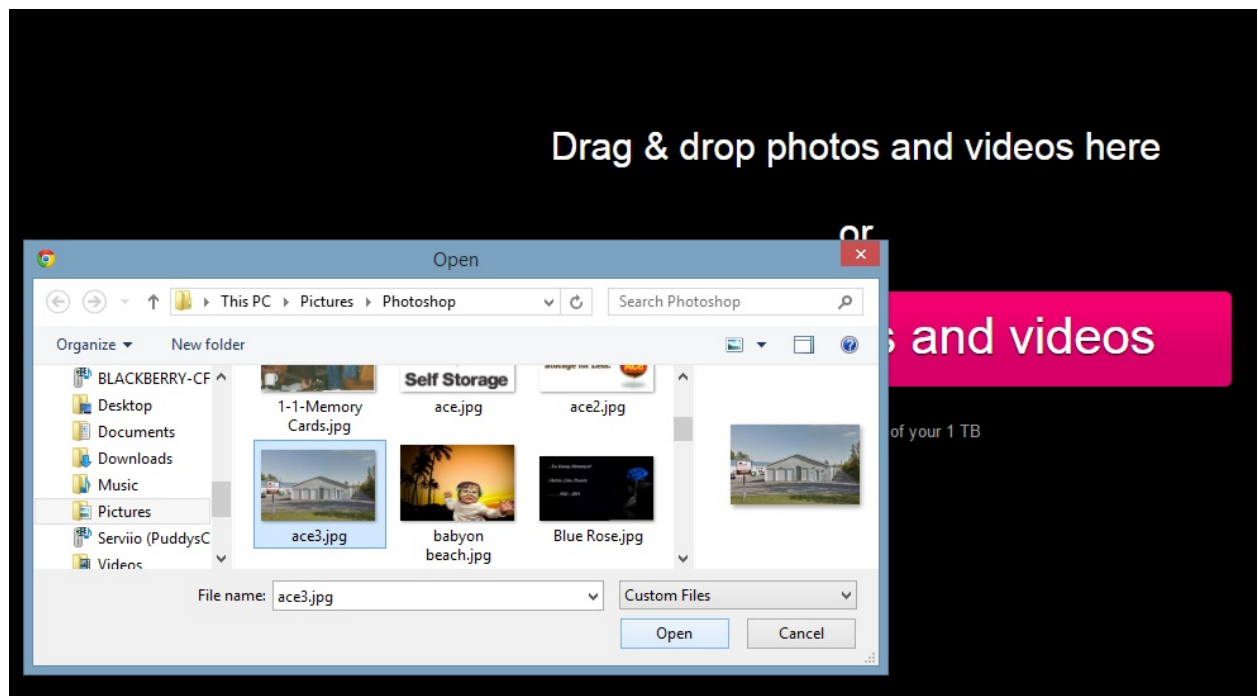 Drag & drop photos and videos here
or
and videos
of your 1 TB
Open
This PC Pictures Photoshop
Search Photoshop
Organize New folder
BLACKBERRY-CF
Desktop
Documents
Downloads
Music
Pictures
Serviio (PuddysC
Videos
Self Storage
1-1-Memory
Cards.jpg
ace.jpg
ace2.jpg
ace3.jpg
babyon
beach.jpg
Blue Rose.jpg
File name: ace3.jpg
Custom Files
Open Cancel